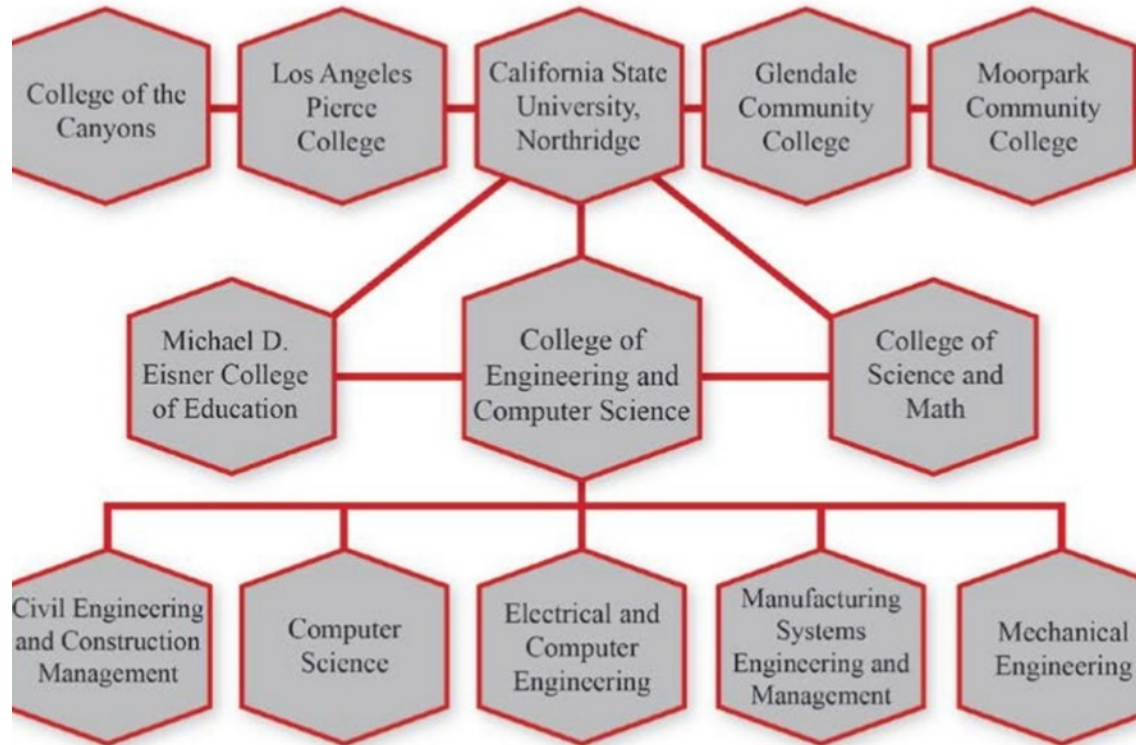 College of the
Canyons
Los Angeles
Pierce
College
California State
University,
Northridge
Glendale
Community
College
Moorpark
Community
College
Michael D.
Eisner College
of Education
College of
Engineering and
Computer Science
College of
Science and
Math
Civil Engineering
and Construction
Management
Computer
Science
Electrical and
Computer
Engineering
Manufacturing
Systems
Engineering and
Management
Mechanical
Engineering